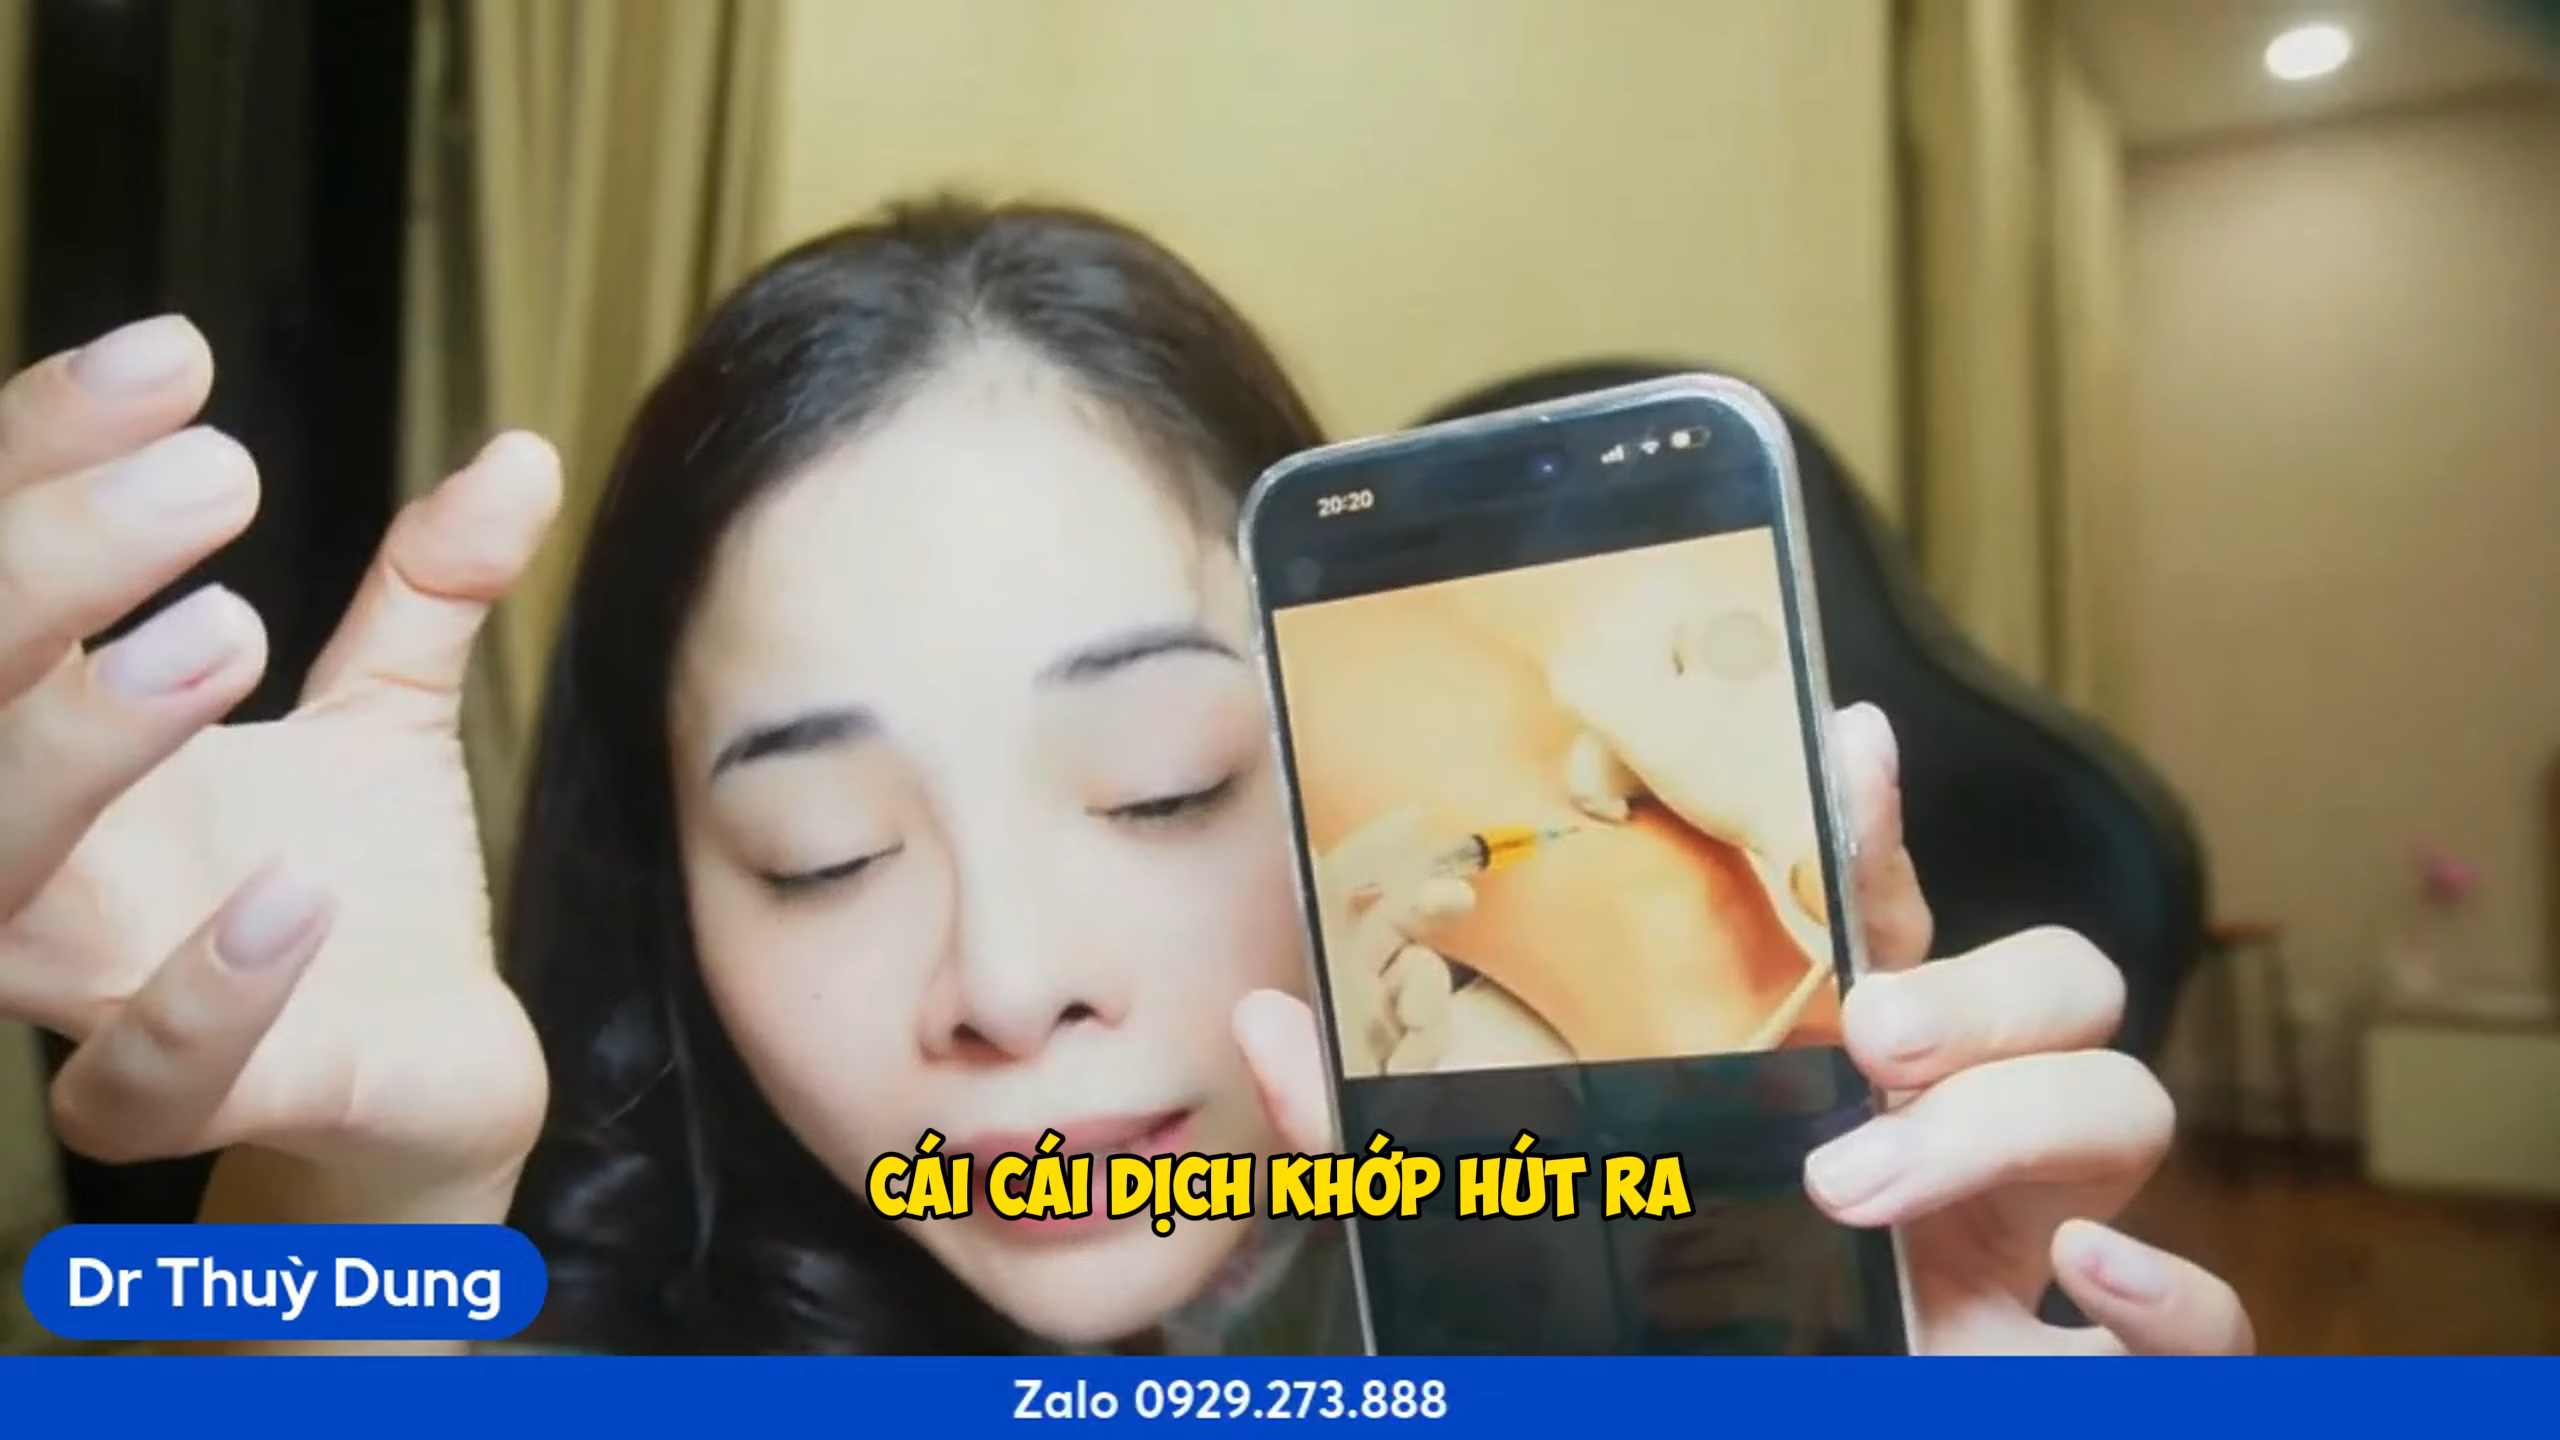 20:20
CÁI CÁI DỊCH KHỚP HÚT RA
Dr Thuỳ Dung
Zalo 0929.273.888